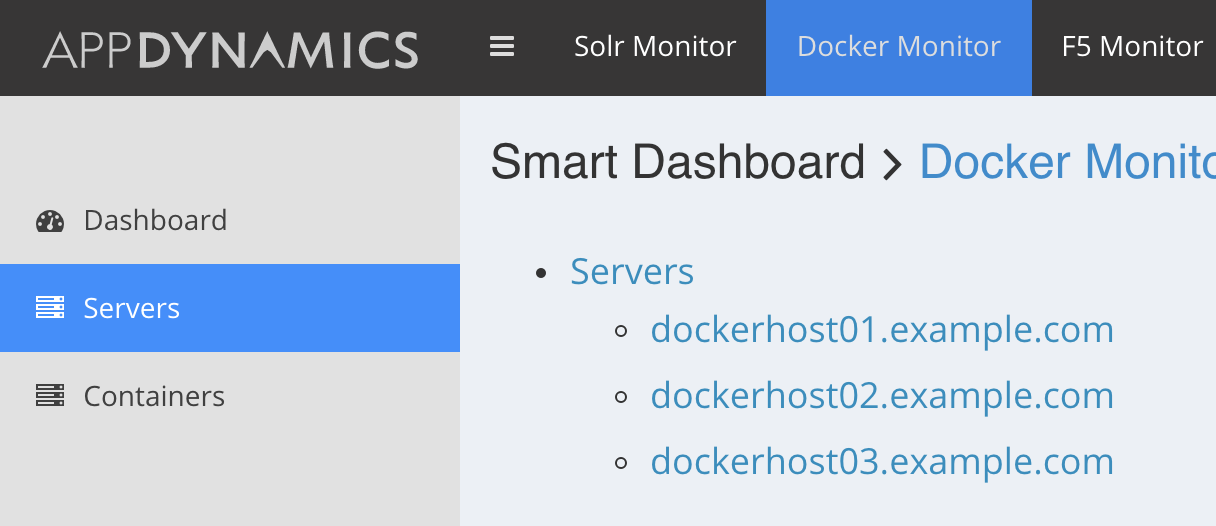 APPDYNAMICS
Solr Monitor Docker Monitor F5 Monitor
Smart Dashboard > Docker Monito
Dashboard
Servers
Containers
Servers
dockerhost01.example.com
dockerhost02.example.com
dockerhost03.example.com